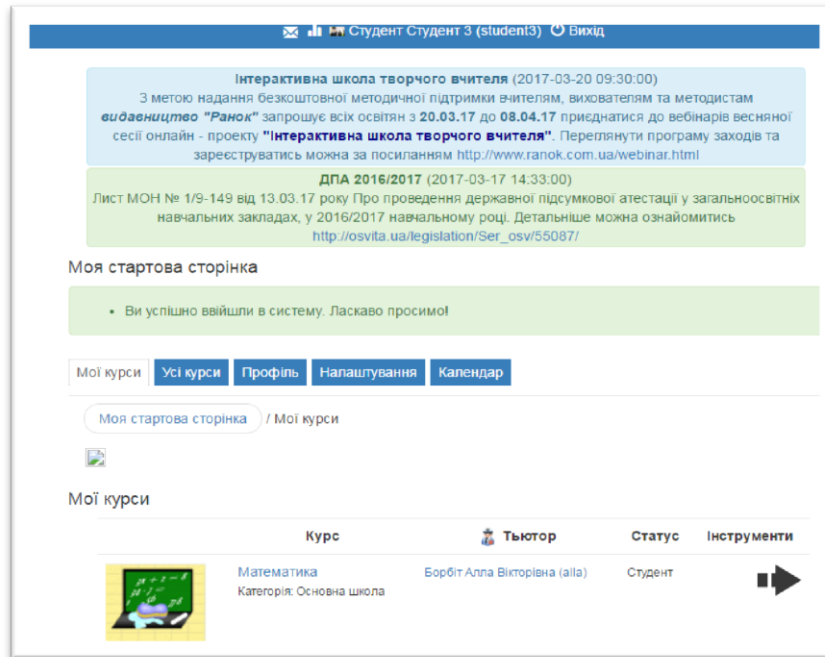 Студент Студент 3 (student3) Вихід
Інтерактивна школа творчого вчителя (2017-03-20 09:30:00)
З метою надання безкоштовної методичної підтримки вчителям, вихователям та методистам
видавництво "Ранок" запрошує всіх освітян з 20.03.17 до 08.04.17 приєднатися до вебінарів весняної
сесії онлайн - проекту "Інтерактивна школа творчого вчителя". Переглянути програму заходів та
зареєструватись можна за посиланням http://www.ranok.com.ua/webinar.html
ДПА 2016/2017 (2017-03-17 14:33:00)
Лист МОН № 1/9-149 від 13.03.17 року Про проведення державної підсумкової атестації у загальноосвітніх
навчальних закладах, у 2016/2017 навчальному році. Детальніше можна ознайомитись
http://osvita.ua/legislation/Ser_osv/55087/
Моя стартова сторінка
• Ви успішно ввійшли в систему. Ласкаво просимо!
Мої курси Усі курси Профіль Налаштування Календар
Моя стартова сторінка / Мої курси
Мої курси
Курс Тьютор Статус Інструменти
Математика Борбіт Алла Вікторівна (alla) Студент
Категорія: Основна школа